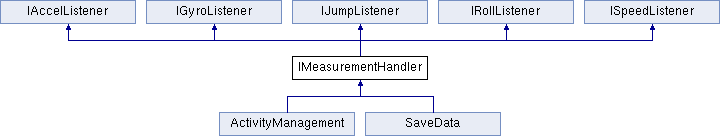 IAccelListener
IGyroListener
IJumpListener
IRollListener
ISpeedListener
IMeasurementHandler
ActivityManagement
SaveData